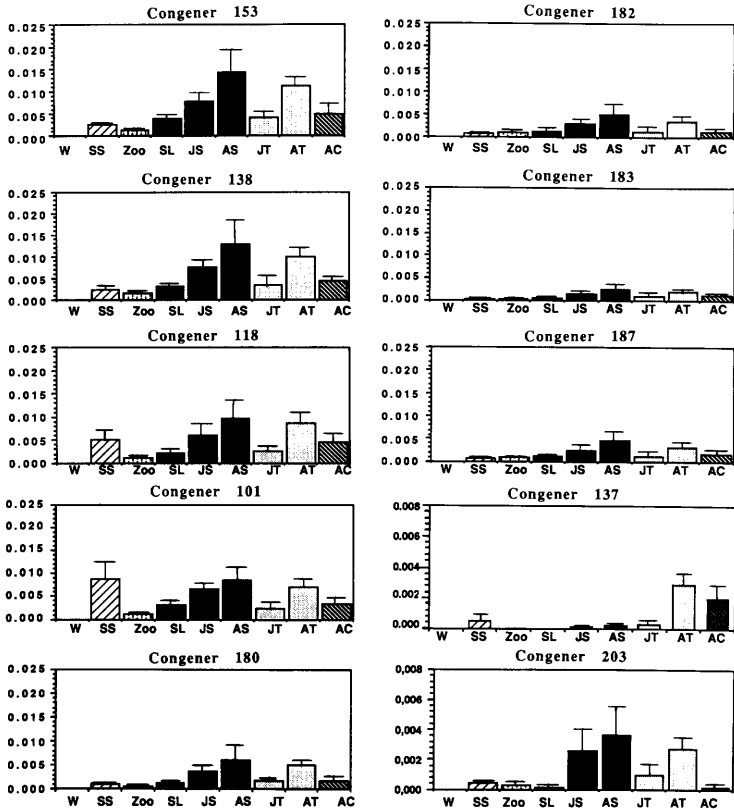 Congener 153
0.025
0.020
0.015
0.010
0.005
0.000
W SS Zoo SL JS AS JT AT AC
Congener 138
0.025
0.020
0.015
0.010
0.005
0.000
W SS Zoo SL JS AS JT AT AC
Congener 118
0.025
0.020
0.015
0.010
0.005
0.000
W SS Zoo SL JS AS JT AT AC
Congener 101
0.025
0.020
0.015
0.010
0.005
0.000
W SS Zoo SL JS AS JT AT AC
Congener 180
0.025
0.020
0.015
0.010
0.005
0.000
W SS Zoo SL JS AS JT AT AC
Congener 182
0.025
0.020
0.015
0.010
0.005
0.000
W SS Zoo SL JS AS JT AT AC
Congener 183
0.025
0.020
0.015
0.010
0.005
0.000
W SS Zoo SL JS AS JT AT AC
Congener 187
0.025
0.020
0.015
0.010
0.005
0.000
W SS Zoo SL JS AS JT AT AC
Congener 137
0.008
0.006
0.004
0.002
0.000
W SS Zoo SL JS AS JT AT AC
Congener 203
0,008
0,006
0,004
0,002
0,000
W SS Zoo SL JS AS JT AT AC